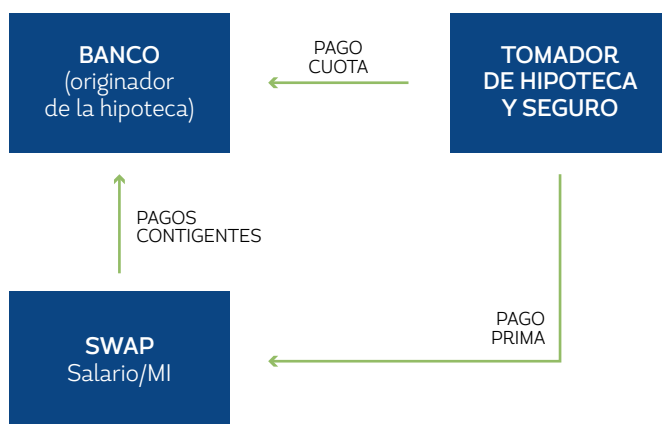 BANCO
(originador
de la hipoteca)
PAGO
CUOTA
TOMADOR
DE HIPOTECA
Y SEGURO
PAGOS
CONTIGENTES
SWAP
Salario/MI
PAGO
PRIMA